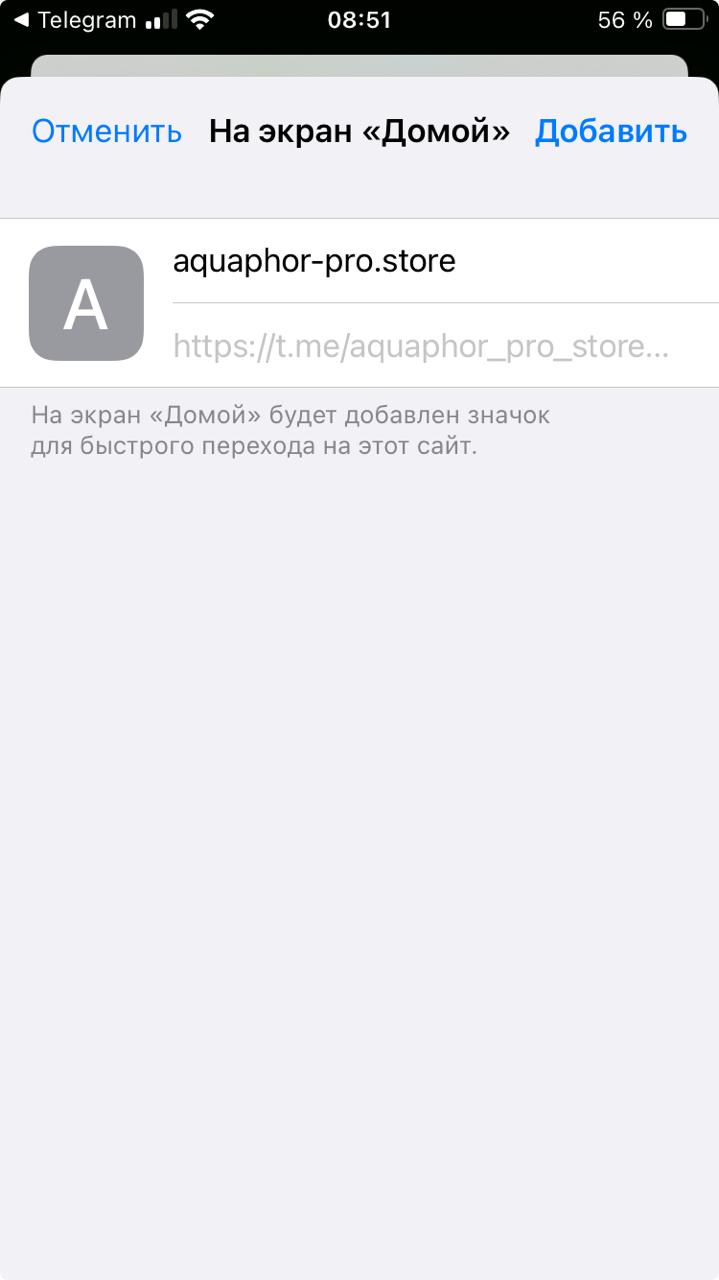 Telegram
08:51
56 %
Отменить
На экран «Домой»
Добавить
A
aquaphor-pro.store
https://t.me/aquaphor_pro_store...
На экран «Домой» будет добавлен значок
для быстрого перехода на этот сайт.